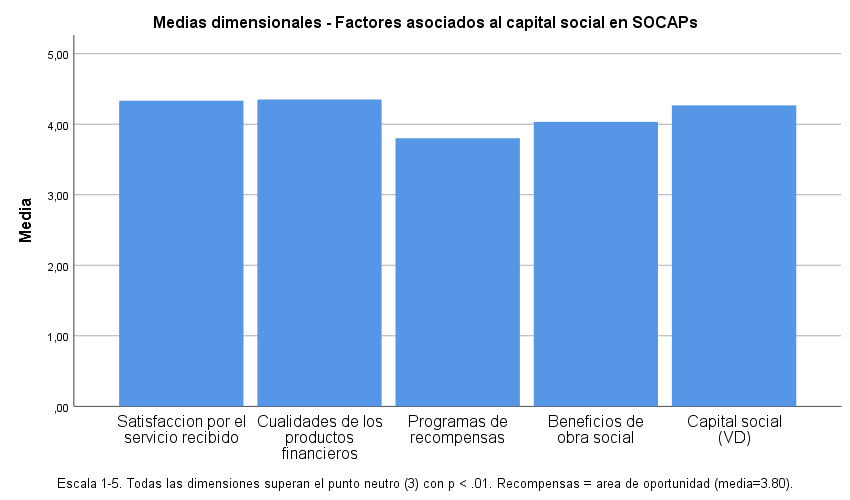 Medias dimensionales - Factores asociados al capital social en SOCAPs
5,00
4,00
3,00
2,00
1,00
,00
Media
Satisfaccion por el
servicio recibido
Cualidades de los
productos
financieros
Programas de
recompensas
Beneficios de
obra social
Capital social
(VD)
Escala 1-5. Todas las dimensiones superan el punto neutro (3) con p < .01. Recompensas = area de oportunidad (media=3.80).